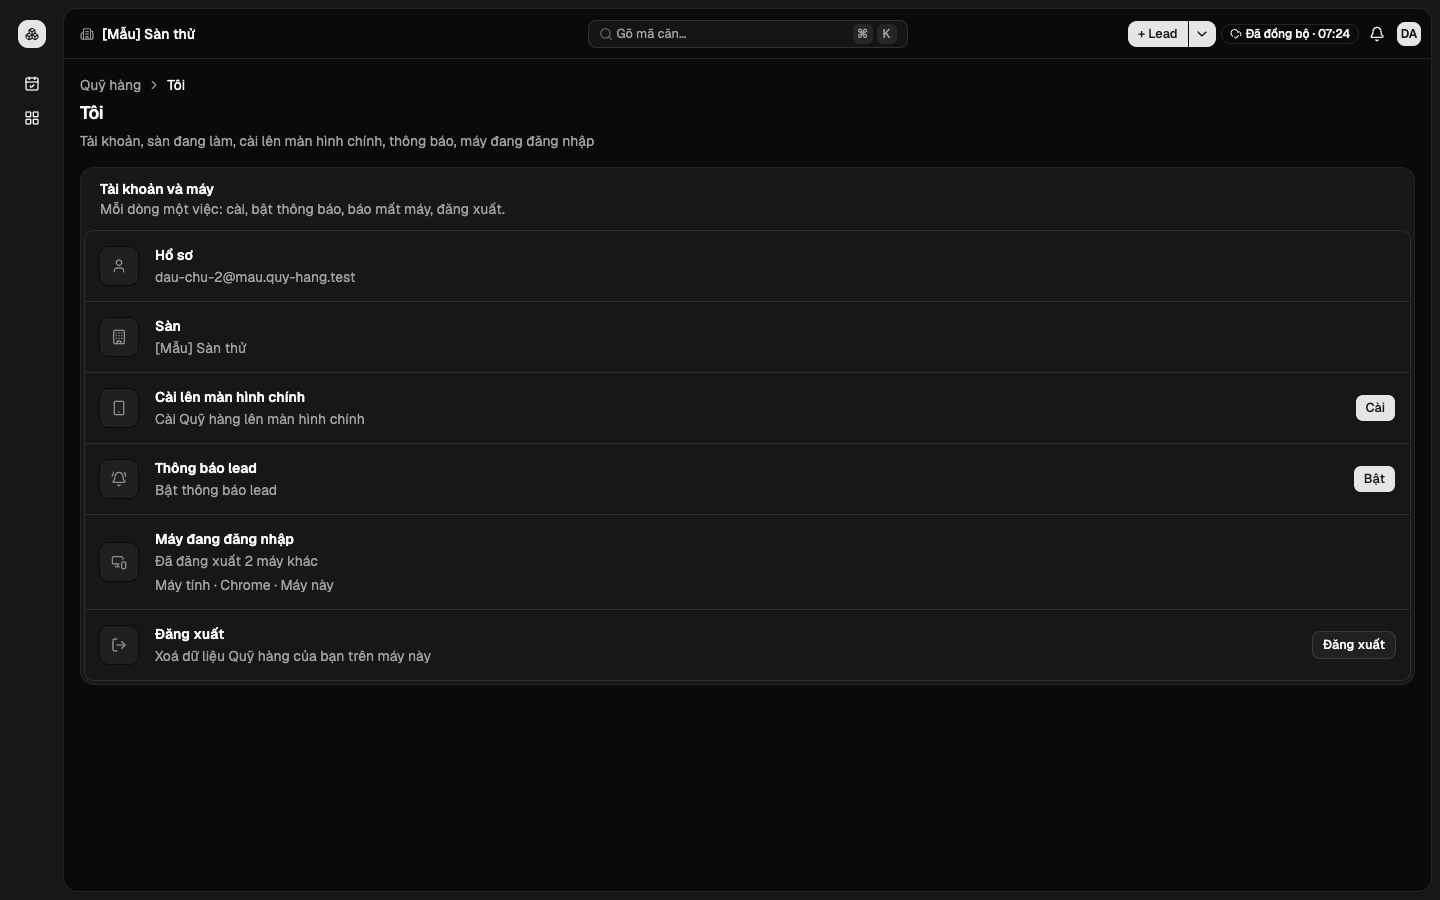 [Mẫu] Sàn thử
Gõ mã căn...
⌘ K
+ Lead
Đã đồng bộ · 07:24
DA
Quỹ hàng > Tôi
Tôi
Tài khoản, sàn đang làm, cài lên màn hình chính, thông báo, máy đang đăng nhập
Tài khoản và máy
Mỗi dòng một việc: cài, bật thông báo, báo mất máy, đăng xuất.
Hồ sơ
dau-chu-2@mau.quy-hang.test
Sàn
[Mẫu] Sàn thử
Cài lên màn hình chính
Cài Quỹ hàng lên màn hình chính
Cài
Thông báo lead
Bật thông báo lead
Bật
Máy đang đăng nhập
Đã đăng xuất 2 máy khác
Máy tính · Chrome · Máy này
Đăng xuất
Xoá dữ liệu Quỹ hàng của bạn trên máy này
Đăng xuất